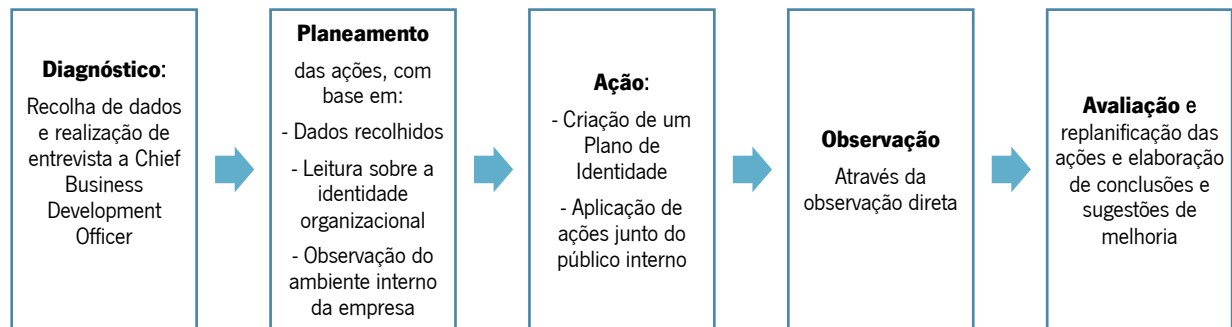 Diagnóstico:
Recolha de dados
e realização de
entrevista a Chief
Business
Development
Officer
Planeamento
das ações, com
base em:
- Dados recolhidos
- Leitura sobre a
identidade
organizacional
- Observação do
ambiente interno
da empresa
Ação:
- Criação de um
Plano de
Identidade
- Aplicação de
ações junto do
público interno
Observação
Através da
observação direta
Avaliação e
replanificação das
ações e elaboração
de conclusões e
sugestões de
melhoria